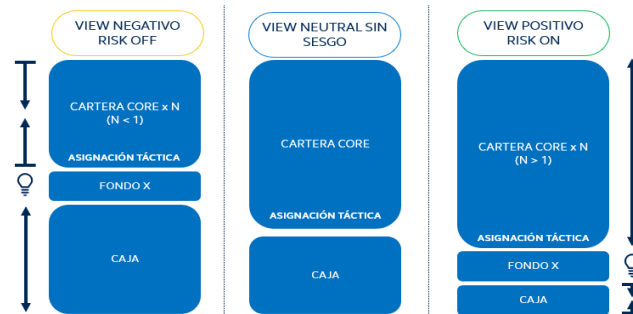 VIEW NEGATIVO
RISK OFF
CARTERA CORE x N
(N < 1)
ASIGNACIÓN TÁCTICA
FONDO X
CAJA
VIEW NEUTRAL SIN
SESGO
CARTERA CORE
ASIGNACIÓN TÁCTICA
CAJA
VIEW POSITIVO
RISK ON
CARTERA CORE x N
(N > 1)
ASIGNACIÓN TÁCTICA
FONDO X
CAJA